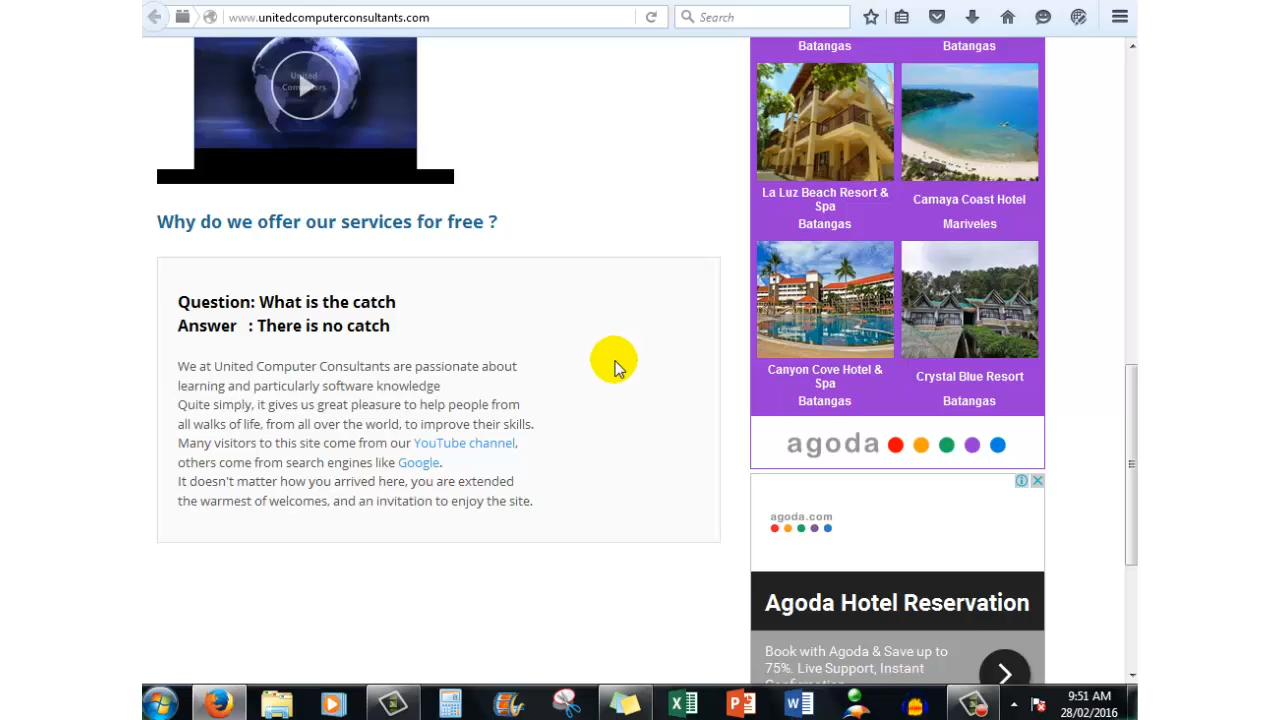 www.unitedcomputerconsultants.com
Search
United
Computers
Why do we offer our services for free ?
Question: What is the catch
Answer : There is no catch
We at United Computer Consultants are passionate about
learning and particularly software knowledge
Quite simply, it gives us great pleasure to help people from
all walks of life, from all over the world, to improve their skills.
Many visitors to this site come from our YouTube channel,
others come from search engines like Google.
It doesn't matter how you arrived here, you are extended
the warmest of welcomes, and an invitation to enjoy the site.
Batangas
Batangas
La Luz Beach Resort &
Spa
Batangas
Camaya Coast Hotel
Mariveles
Canyon Cove Hotel &
Spa
Batangas
Crystal Blue Resort
Batangas
agoda
agoda.com
Agoda Hotel Reservation
Book with Agoda & Save up to
75%. Live Support, Instant
9:51 AM
28/02/2016